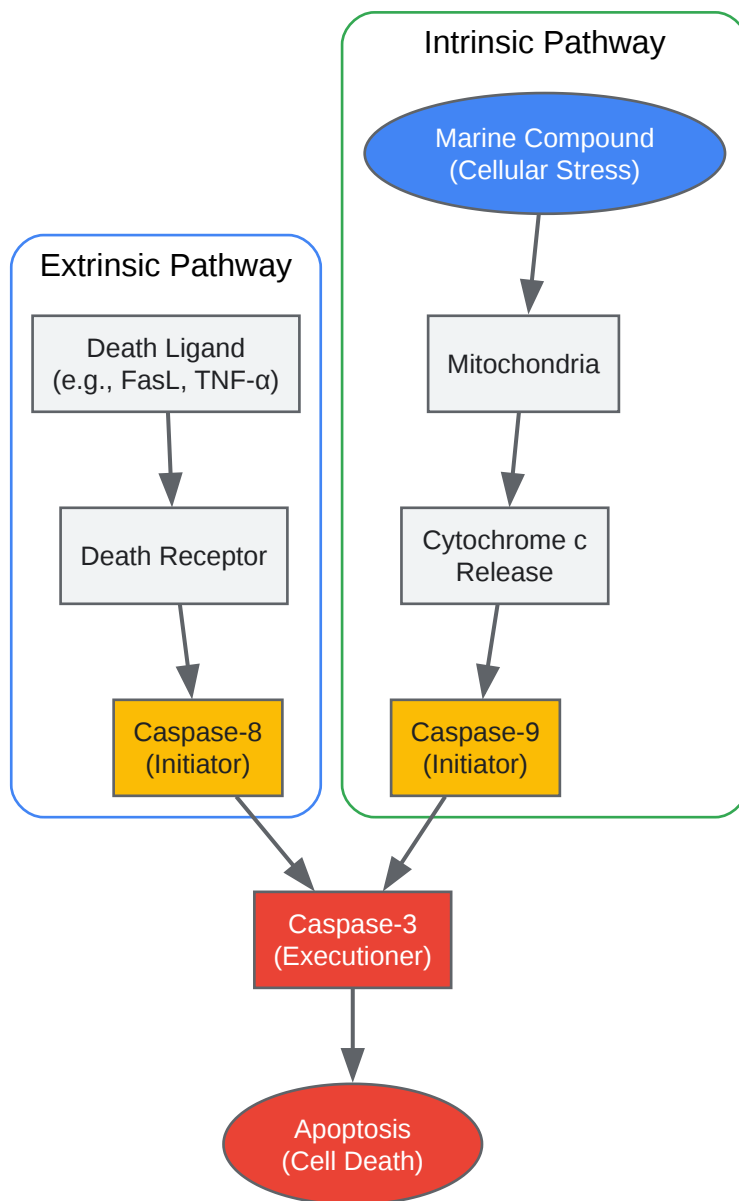 Intrinsic Pathway
Marine Compound
(Cellular Stress)
Extrinsic Pathway
Death Ligand
(e.g., FasL, TNF-α)
Mitochondria
Death Receptor
Cytochrome c
Release
Caspase-8
(Initiator)
Caspase-9
(Initiator)
Caspase-3
(Executioner)
Apoptosis
(Cell Death)